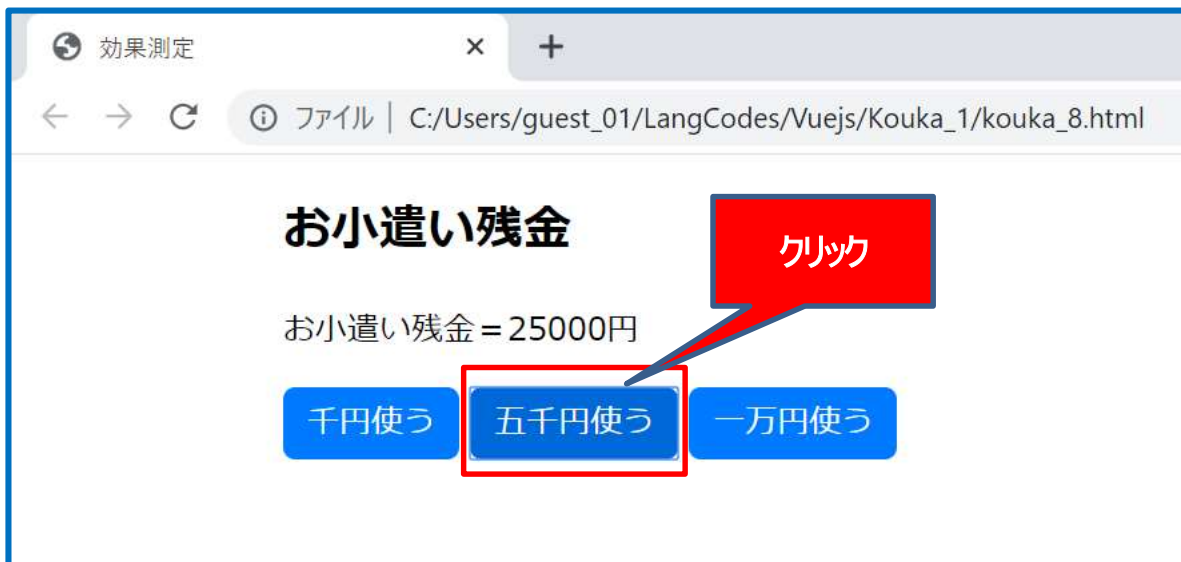 効果測定
ファイル | C:/Users/guest_01/LangCodes/Vuejs/Kouka_1/kouka_8.html
お小遣い残金
クリック
お小遣い残金＝25000円
千円使う 五千円使う 一万円使う